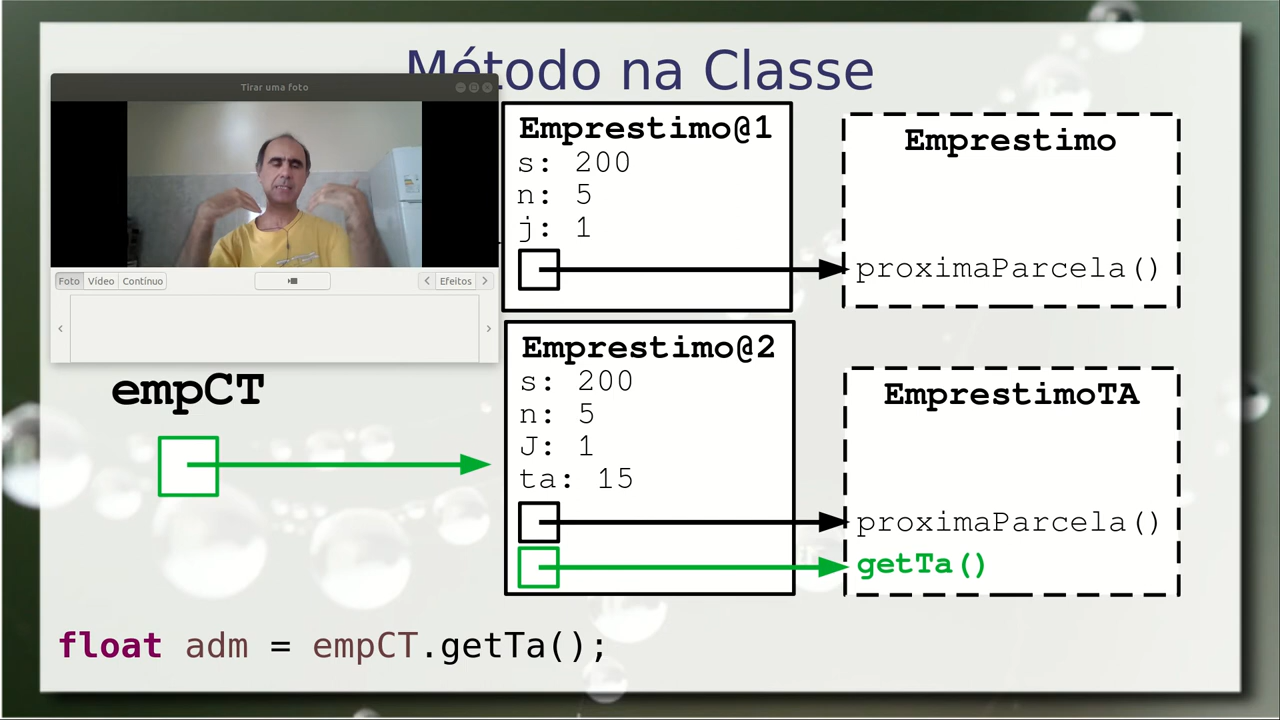 Método na Classe
Tirar uma foto
Foto Vídeo Contínuo Efeitos
Emprestimo@1
s: 200
n: 5
j: 1
Emprestimo
proximaParcela()
empCT
Emprestimo@2
s: 200
n: 5
J: 1
ta: 15
EmprestimoTA
proximaParcela()
getTa()
float adm = empCT.getTa();